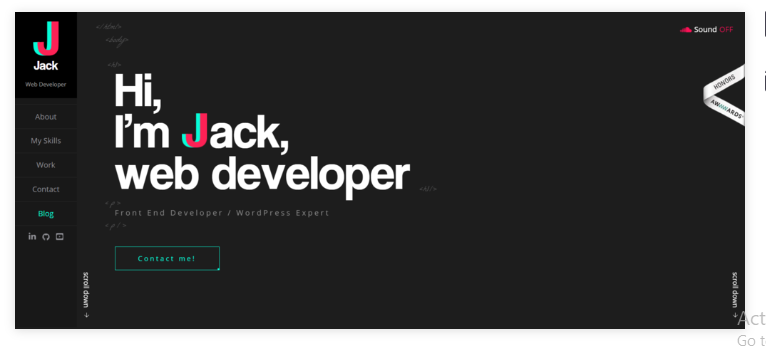 J
Jack
Web Developer
About
My Skills
Work
Contact
Blog
in
scroll down
<html>
<body>
<h1>
Hi,
I'm Jack,
web developer
</h1>
<p>
Front End Developer / WordPress Expert
<p/>
Contact me!
Sound OFF
HONORS
AWWWARDS
scroll down
Act
Go t